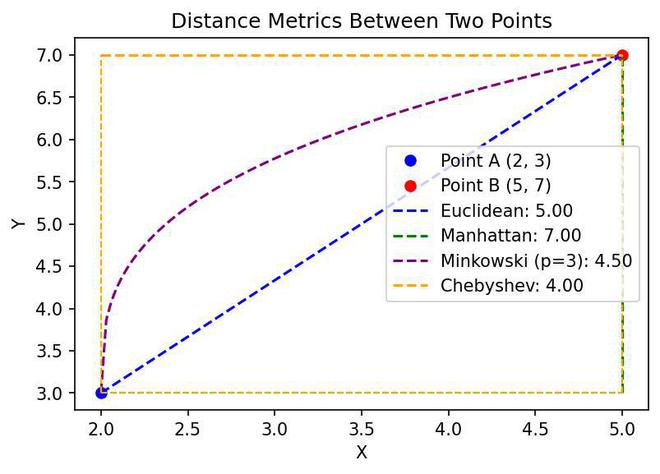 Distance Metrics Between Two Points
7.0
6.5
6.0
5.5
5.0
4.5
4.0
3.5
3.0
Y
Point A (2, 3)
Point B (5, 7)
Euclidean: 5.00
Manhattan: 7.00
Minkowski (p=3): 4.50
Chebyshev: 4.00
2.0 2.5 3.0 3.5 4.0 4.5 5.0
X